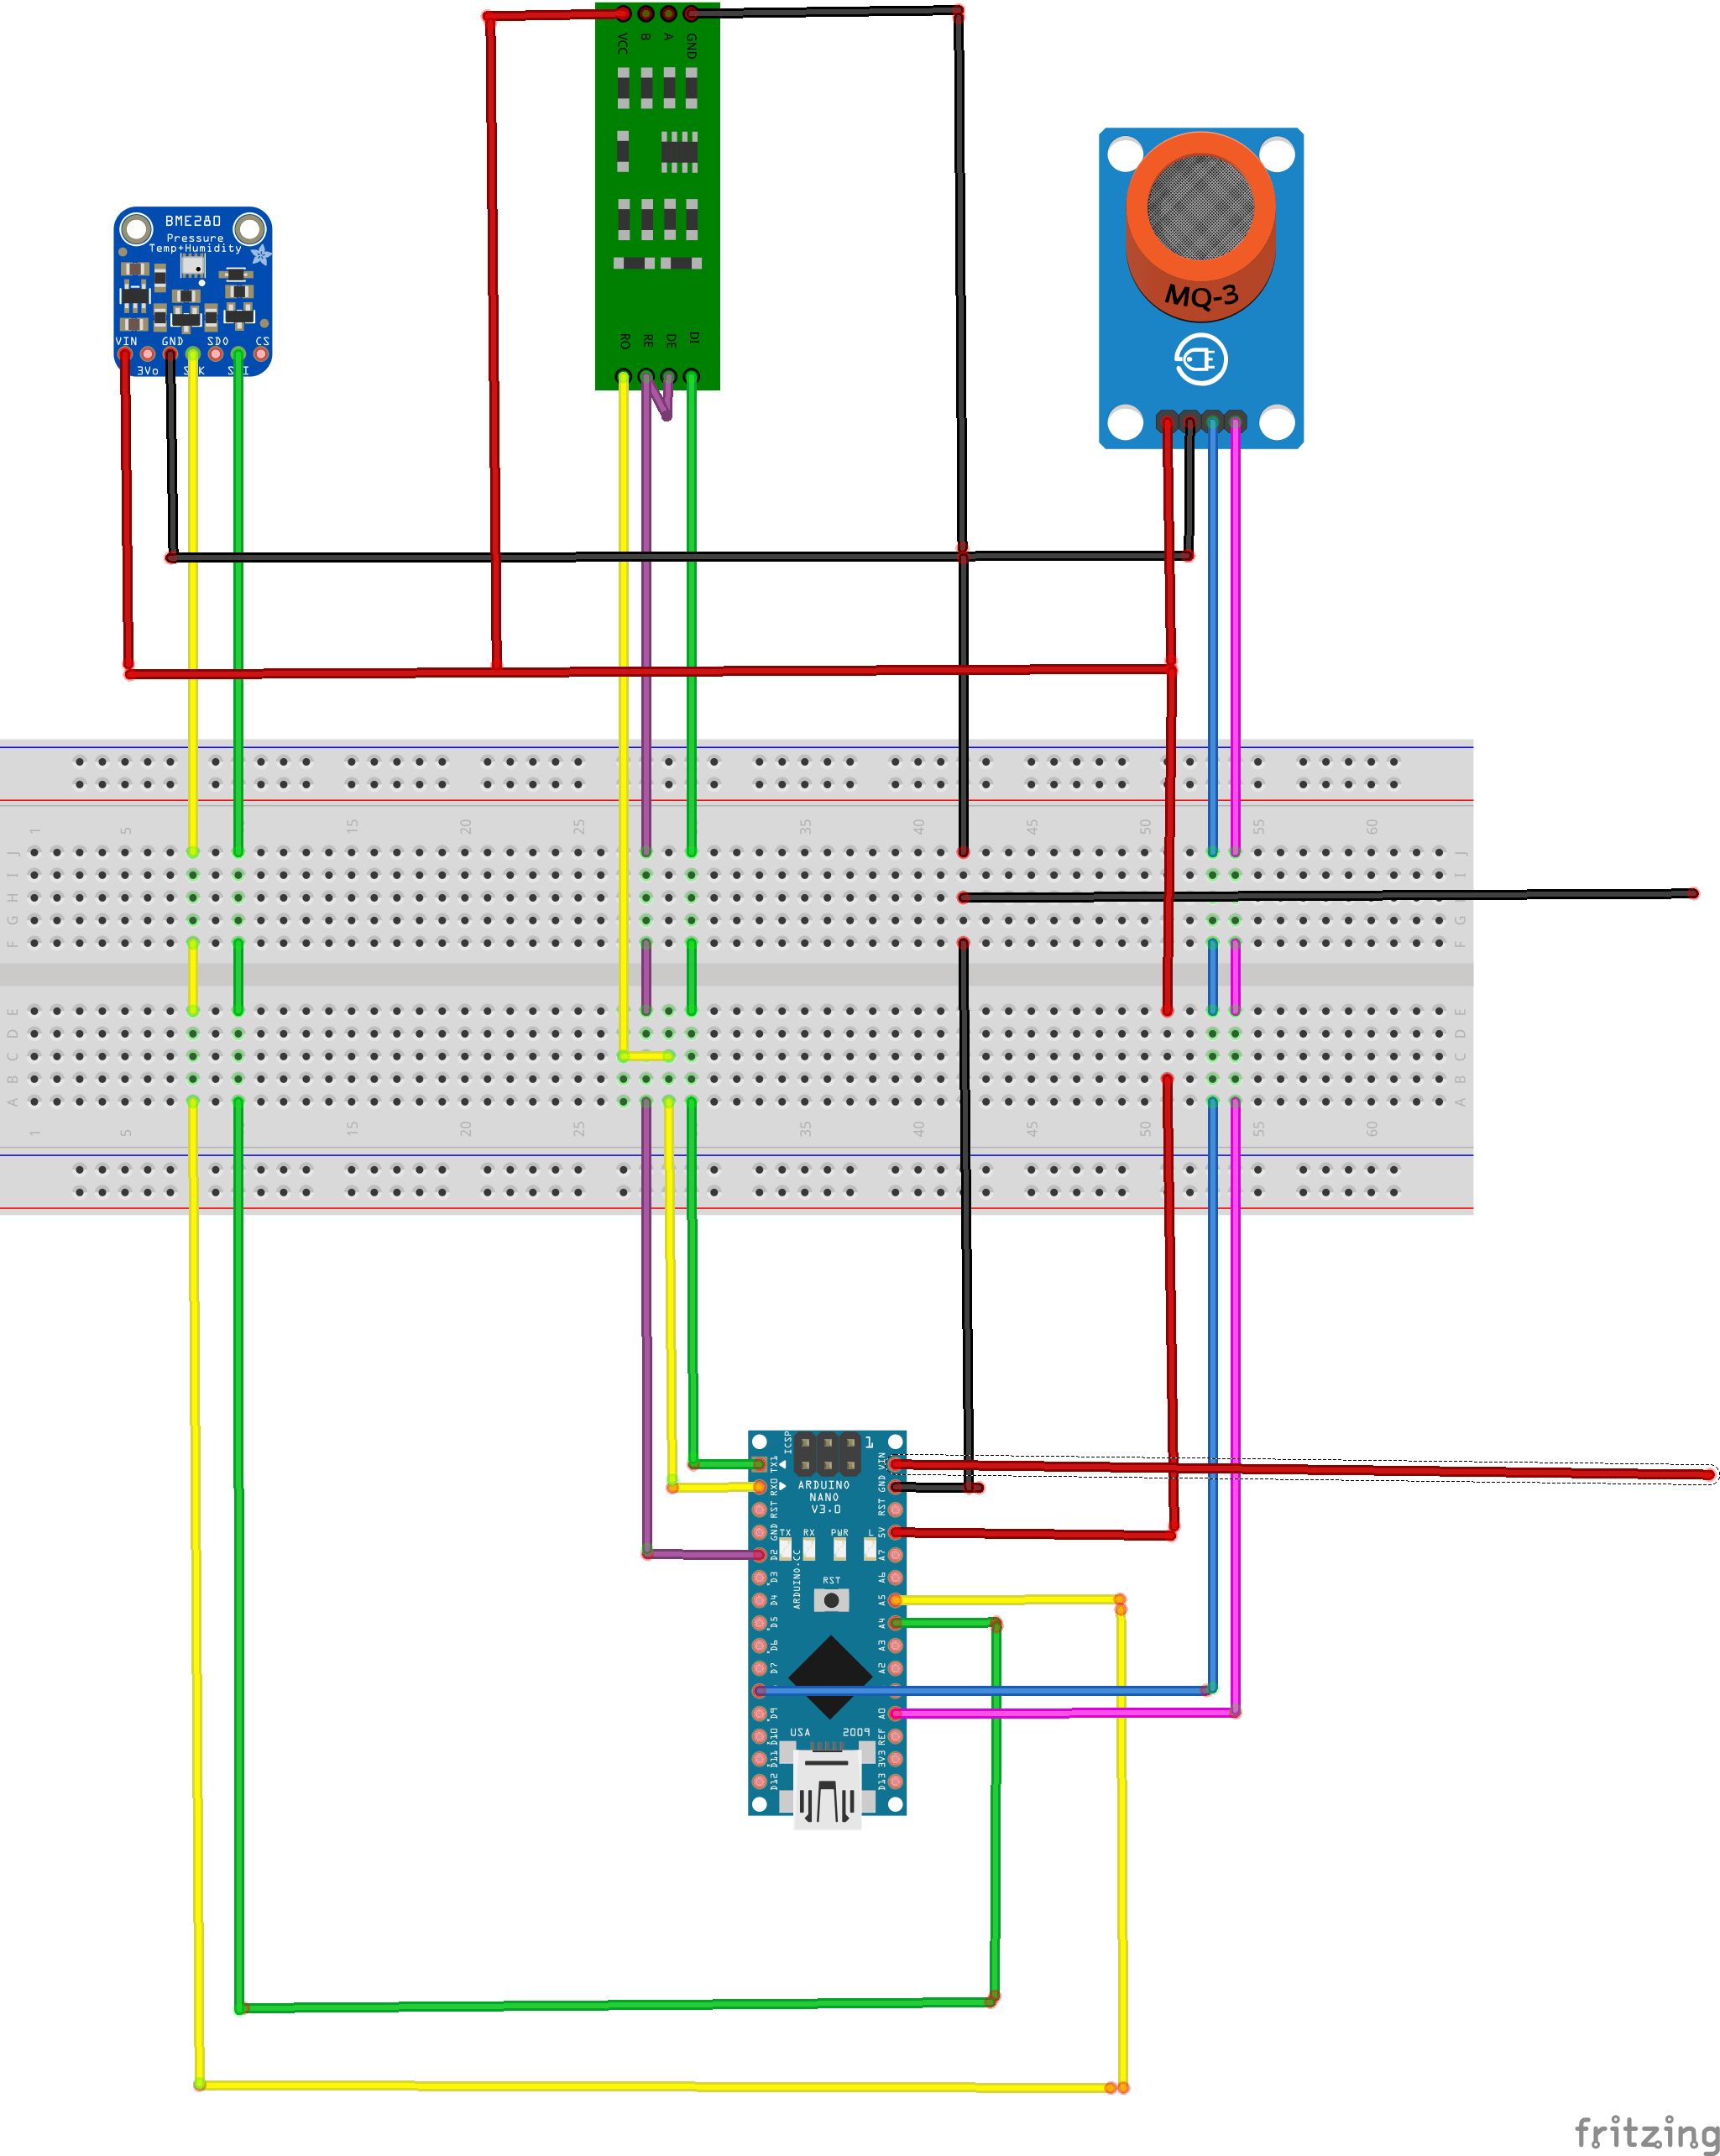 VCC
B
A
GND
BME280
Pressure
Temp+Humidity
VIN
GND
SDO
CS
3Vo
RO
RE
DE
DI
MQ-3
1
5
15
20
25
35
40
45
50
55
60
J
I
H
G
F
J
I
G
F
E
D
C
B
A
E
D
C
B
A
1
5
15
20
25
35
40
45
50
55
60
ICSP
1
TX1
RX0
RST
GND
D2
D3
D4
D5
D6
D7
D9
D10
D11
D12
ARDUINO
NANO
V3.0
TX
RX
PWR
L
ARDUINO.CC
RST
VIN
GND
RST
5V
A7
A6
A5
A4
A3
A2
A0
REF
3V3
D13
USA
2009
fritzing